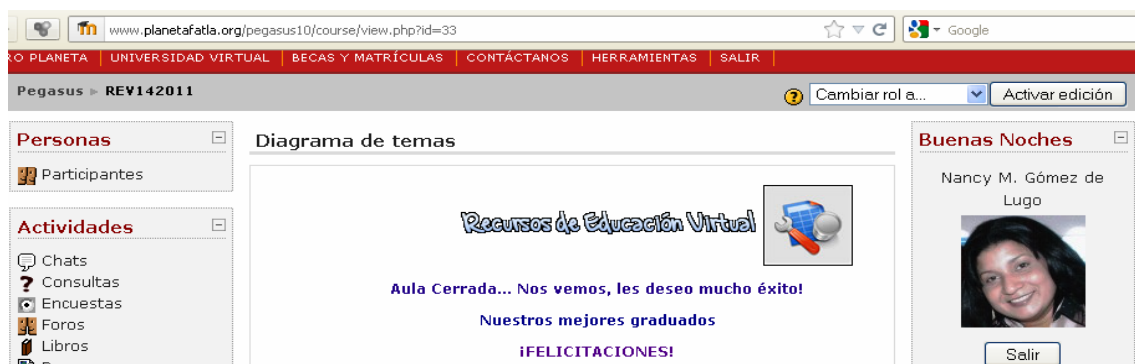 www.planetafatla.org/pegasus10/course/view.php?id=33
Google
RO PLANETA UNIVERSIDAD VIRTUAL BECAS Y MATRÍCULAS CONTÁCTANOS HERRAMIENTAS SALIR
Pegasus ► REV142011
Cambiar rol a...
Activar edición
Personas
Participantes
Actividades
Chats
Consultas
Encuestas
Foros
Libros
Diagrama de temas
Recursos de Educación Virtual
Aula Cerrada... Nos vemos, les deseo mucho éxito!
Nuestros mejores graduados
¡FELICITACIONES!
Buenas Noches
Nancy M. Gómez de
Lugo
Salir